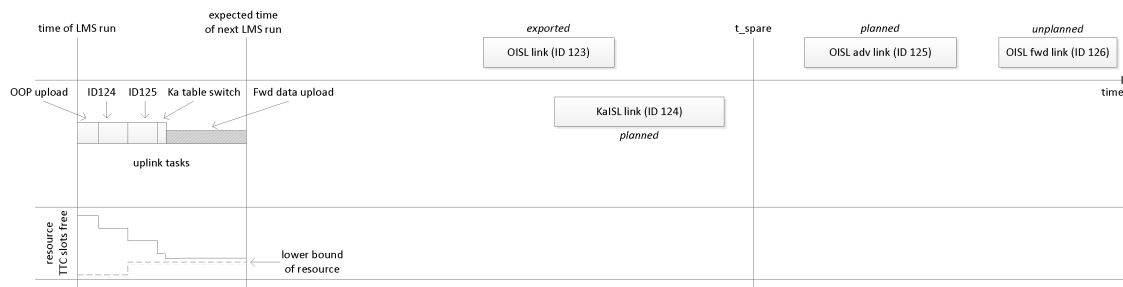 time of LMS run
expected time
of next LMS run
exported
OISL link (ID 123)
t_spare
planned
OISL adv link (ID 125)
unplanned
OISL fwd link (ID 126)
time
OOP upload
ID124
ID125
Ka table switch
Fwd data upload
KaISL link (ID 124)
planned
uplink tasks
resource
TTC slots free
lower bound
of resource